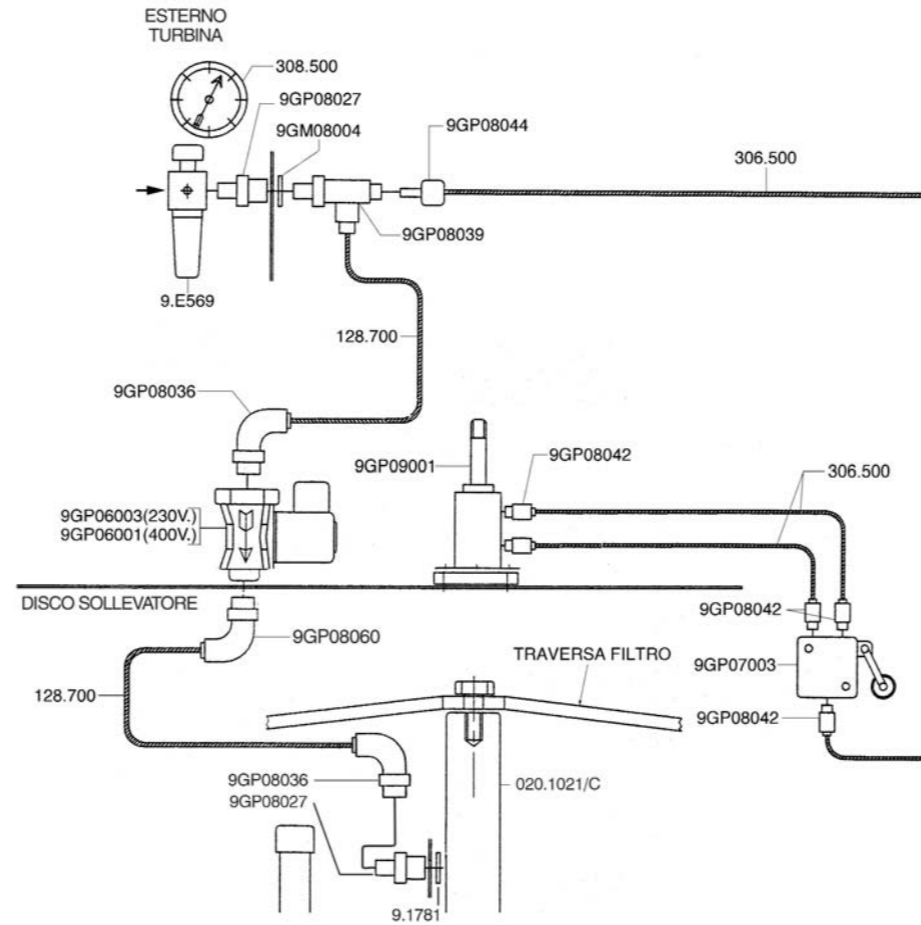 ESTERNO
TURBINA
308.500
9GP08027
9GM08004
9GP08044
306.500
9GP08039
9.E569
128.700
9GP08036
9GP09001
9GP08042
306.500
9GP06003(230V.)
9GP06001(400V.)
DISCO SOLLEVATORE
9GP08042
9GP08060
TRAVERSA FILTRO
9GP07003
128.700
9GP08042
9GP08036
020.1021/C
9GP08027
9.1781